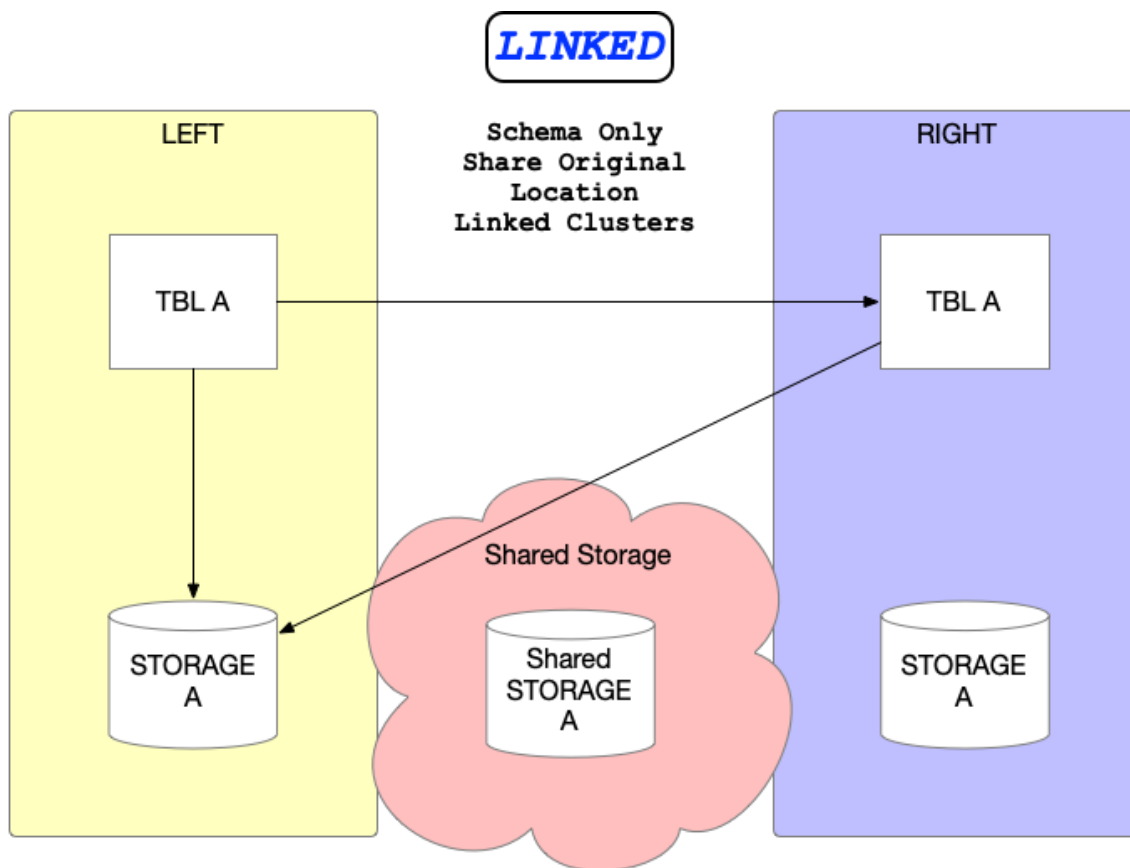 LINKED
LEFT
Schema Only
Share Original
Location
Linked Clusters
RIGHT
TBL A
TBL A
Shared Storage
STORAGE
A
Shared
STORAGE
A
STORAGE
A